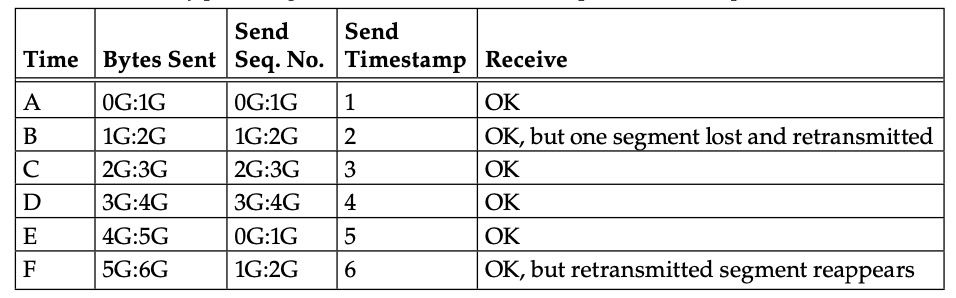 Time Bytes Sent Send Seq. No. Send Timestamp Receive
A 0G:1G 0G:1G 1 OK
B 1G:2G 1G:2G 2 OK, but one segment lost and retransmitted
C 2G:3G 2G:3G 3 OK
D 3G:4G 3G:4G 4 OK
E 4G:5G 0G:1G 5 OK
F 5G:6G 1G:2G 6 OK, but retransmitted segment reappears